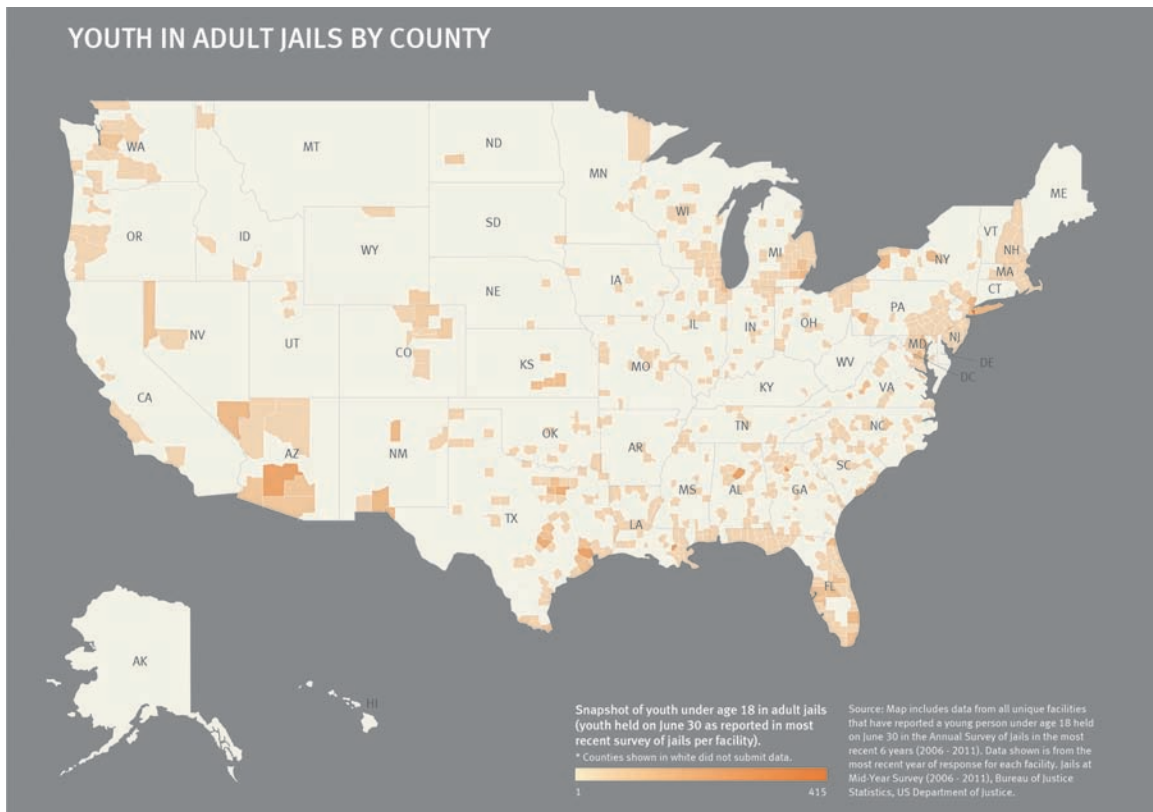 YOUTH IN ADULT JAILS BY COUNTY
WA
MT
ND
MN
ME
OR
ID
WY
SD
WI
MI
VT
NH
NY
MA
CT
NV
UT
CO
NE
IA
IL
IN
OH
PA
NJ
MD
DE
DC
CA
KS
MO
KY
WV
VA
AZ
NM
OK
AR
TN
NC
SC
TX
LA
MS
AL
GA
FL
AK
HI
Snapshot of youth under age 18 in adult jails
(youth held on June 30 as reported in most
recent survey of jails per facility).
* Counties shown in white did not submit data.
1 415
Source: Map includes data from all unique facilities
that have reported a young person under age 18 held
on June 30 in the Annual Survey of Jails in the most
recent 6 years (2006 - 2011). Data shown is from the
most recent year of response for each facility. Jails at
Mid-Year Survey (2006 - 2011), Bureau of Justice
Statistics, US Department of Justice.